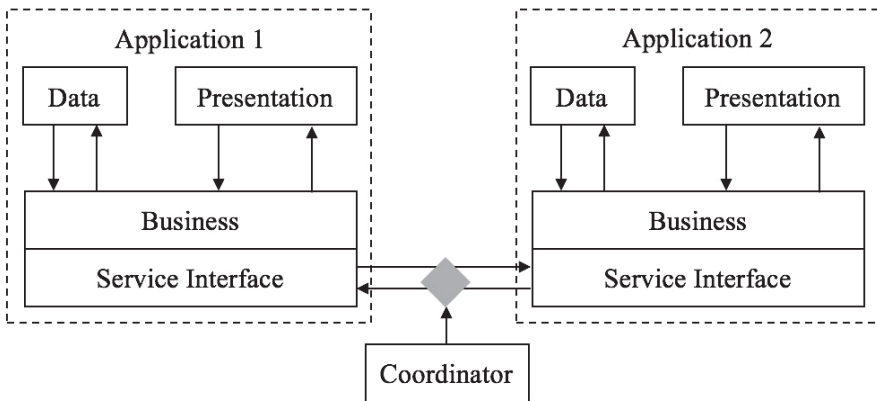 Application 1
Application 2
Data
Presentation
Data
Presentation
Business
Business
Service Interface
Service Interface
Coordinator